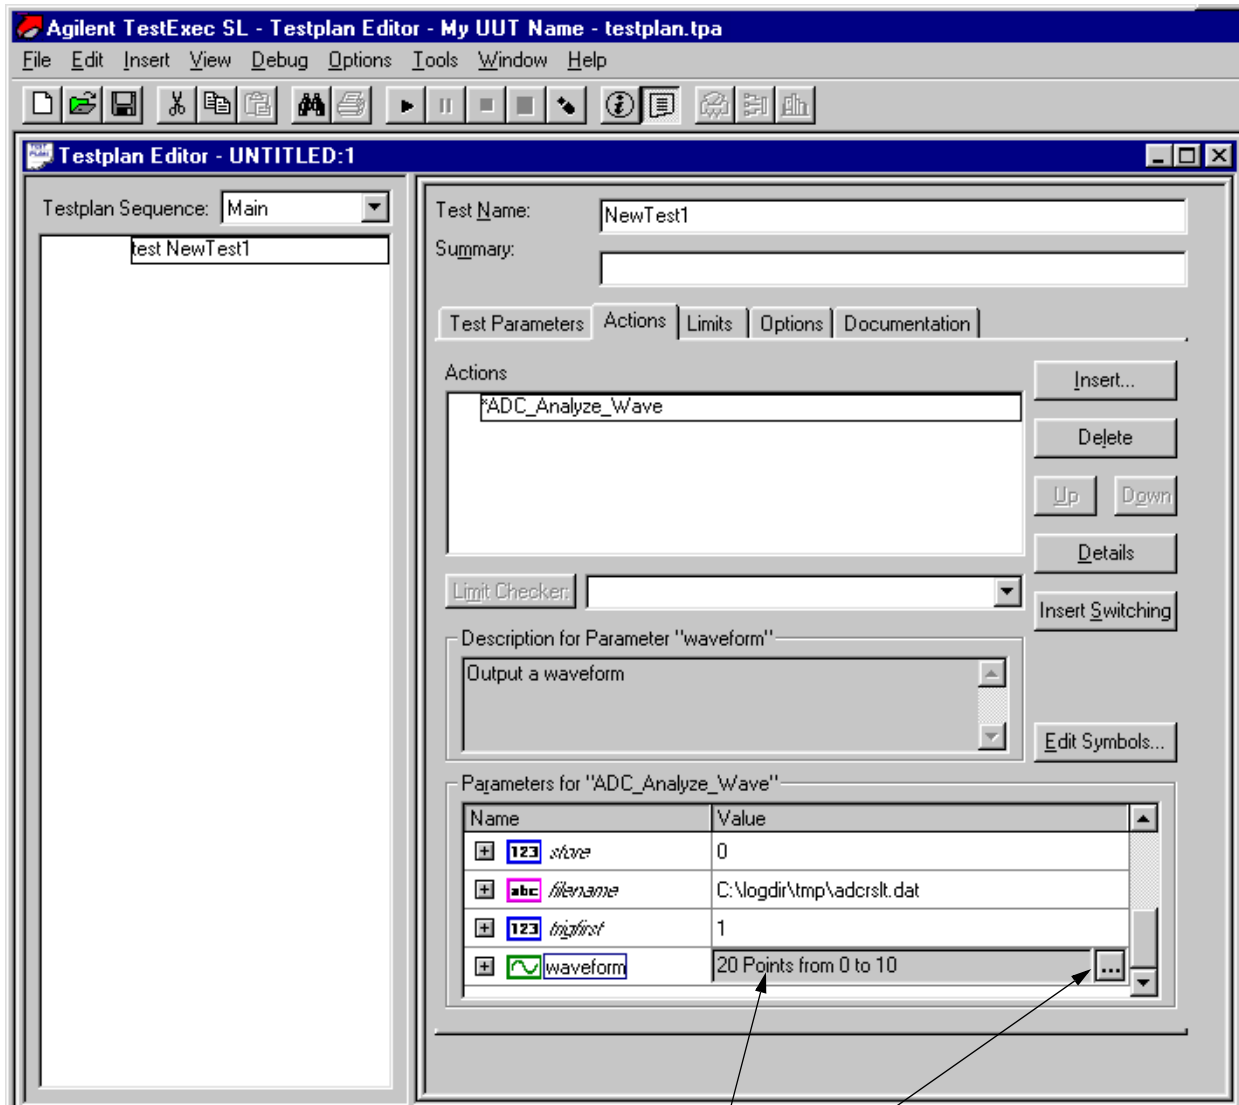 Agilent TestExec SL - Testplan Editor - My UUT Name - testplan.tpa
File Edit Insert View Debug Options Tools Window Help
Testplan Editor - UNTITLED:1
Testplan Sequence: Main
test NewTest1
Test Name: NewTest1
Summary:
Test Parameters Actions Limits Options Documentation
Actions
*ADC_Analyze_Wave
Insert...
Delete
Up Down
Details
Limit Checker:
Insert Switching
Description for Parameter "waveform"
Output a waveform
Edit Symbols...
Parameters for "ADC_Analyze_Wave"
Name Value
123 store 0
abc filename C:\logdir\tmp\adcrslt.dat
123 trigfirst 1
waveform 20 Points from 0 to 10 ...